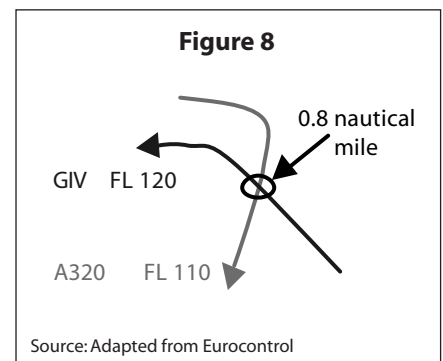 Figure 8
0.8 nautical
mile
GIV FL 120
A320 FL 110
Source: Adapted from Eurocontrol